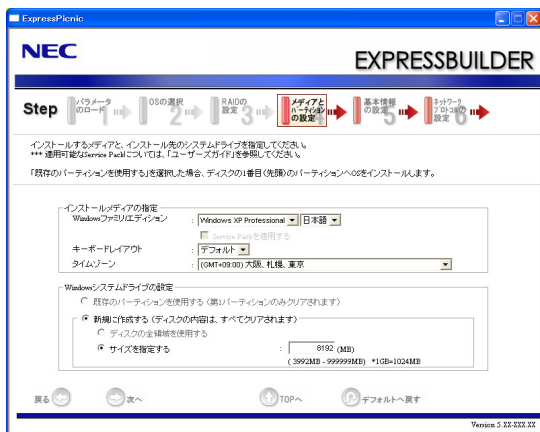 ExpressPicnic
NEC
EXPRESSBUILDER
Step
パラメータ
のロード 1
OSの選択 2
RAIDの
設定 3
メディアと
パーティション
の設定 4
基本情報
の設定 5
ネットワーク
プロトコルの
設定 6
インストールするメディアと、インストール先のシステムドライブを指定してください。
*** 適用可能なService Packについては、「ユーザーズガイド」を参照してください。
「既存のパーティションを使用する」を選択した場合、ディスクの1番目(先頭)のパーティションへOSをインストールします。
インストールメディアの指定
Windowsファミリ/エディション : Windows XP Professional 日本語
Service Packを適用する
キーボードレイアウト : デフォルト
タイムゾーン : (GMT+09:00) 大阪、札幌、東京
Windowsシステムドライブの設定
既存のパーティションを使用する (第1パーティションのみクリアされます)
新規に作成する (ディスクの内容は、すべてクリアされます)
ディスクの全領域を使用する
サイズを指定する : 8192 (MB)
(3992MB - 999999MB) *1GB=1024MB
戻る
次へ
TOPへ
デフォルトへ戻す
Version 5.XX-XXX.XX